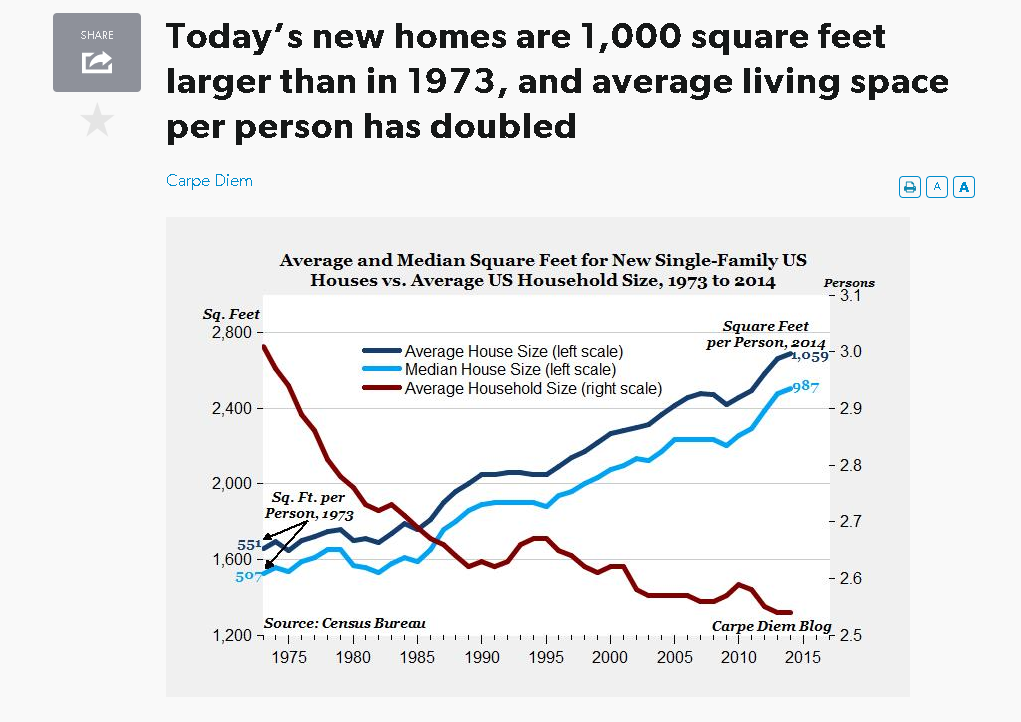 SHARE
Today's new homes are 1,000 square feet
larger than in 1973, and average living space
per person has doubled
Carpe Diem
A
A
Average and Median Square Feet for New Single-Family US
Houses vs. Average US Household Size, 1973 to 2014
Persons
3.1
Sq. Feet
2,800
Square Feet
per Person, 2014
Average House Size (left scale)
1,059
3.0
Median House Size (left scale)
Average Household Size (right scale)
987
2,400
2.9
2.8
2,000
Sq. Ft. per
Person, 1973
2.7
551
1,600
507
2.6
Source: Census Bureau
Carpe Diem Blog
1,200
2.5
1975 1980 1985 1990 1995 2000 2005 2010 2015